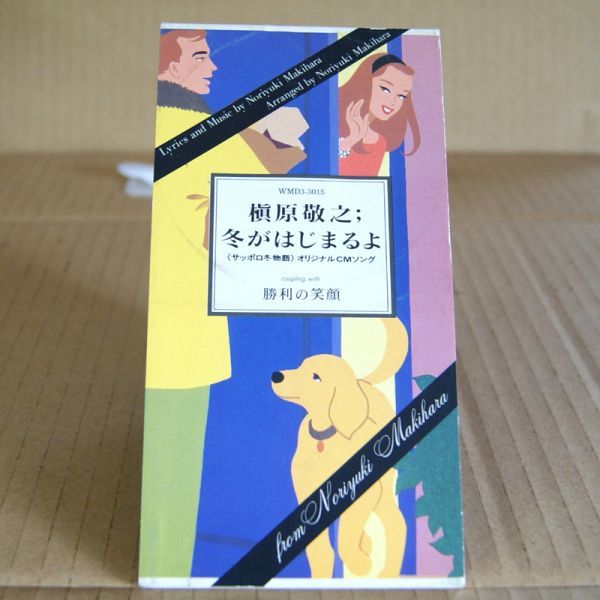 Lyrics and Music by Noriyuki Makihara
Arranged by Noriyuki Makihara
WMD3-3015
槇原敬之;
冬がはじまるよ
(サッポロ冬物語) オリジナルCMソング
coupling with
勝利の笑顔
from Noriyuki Makihara